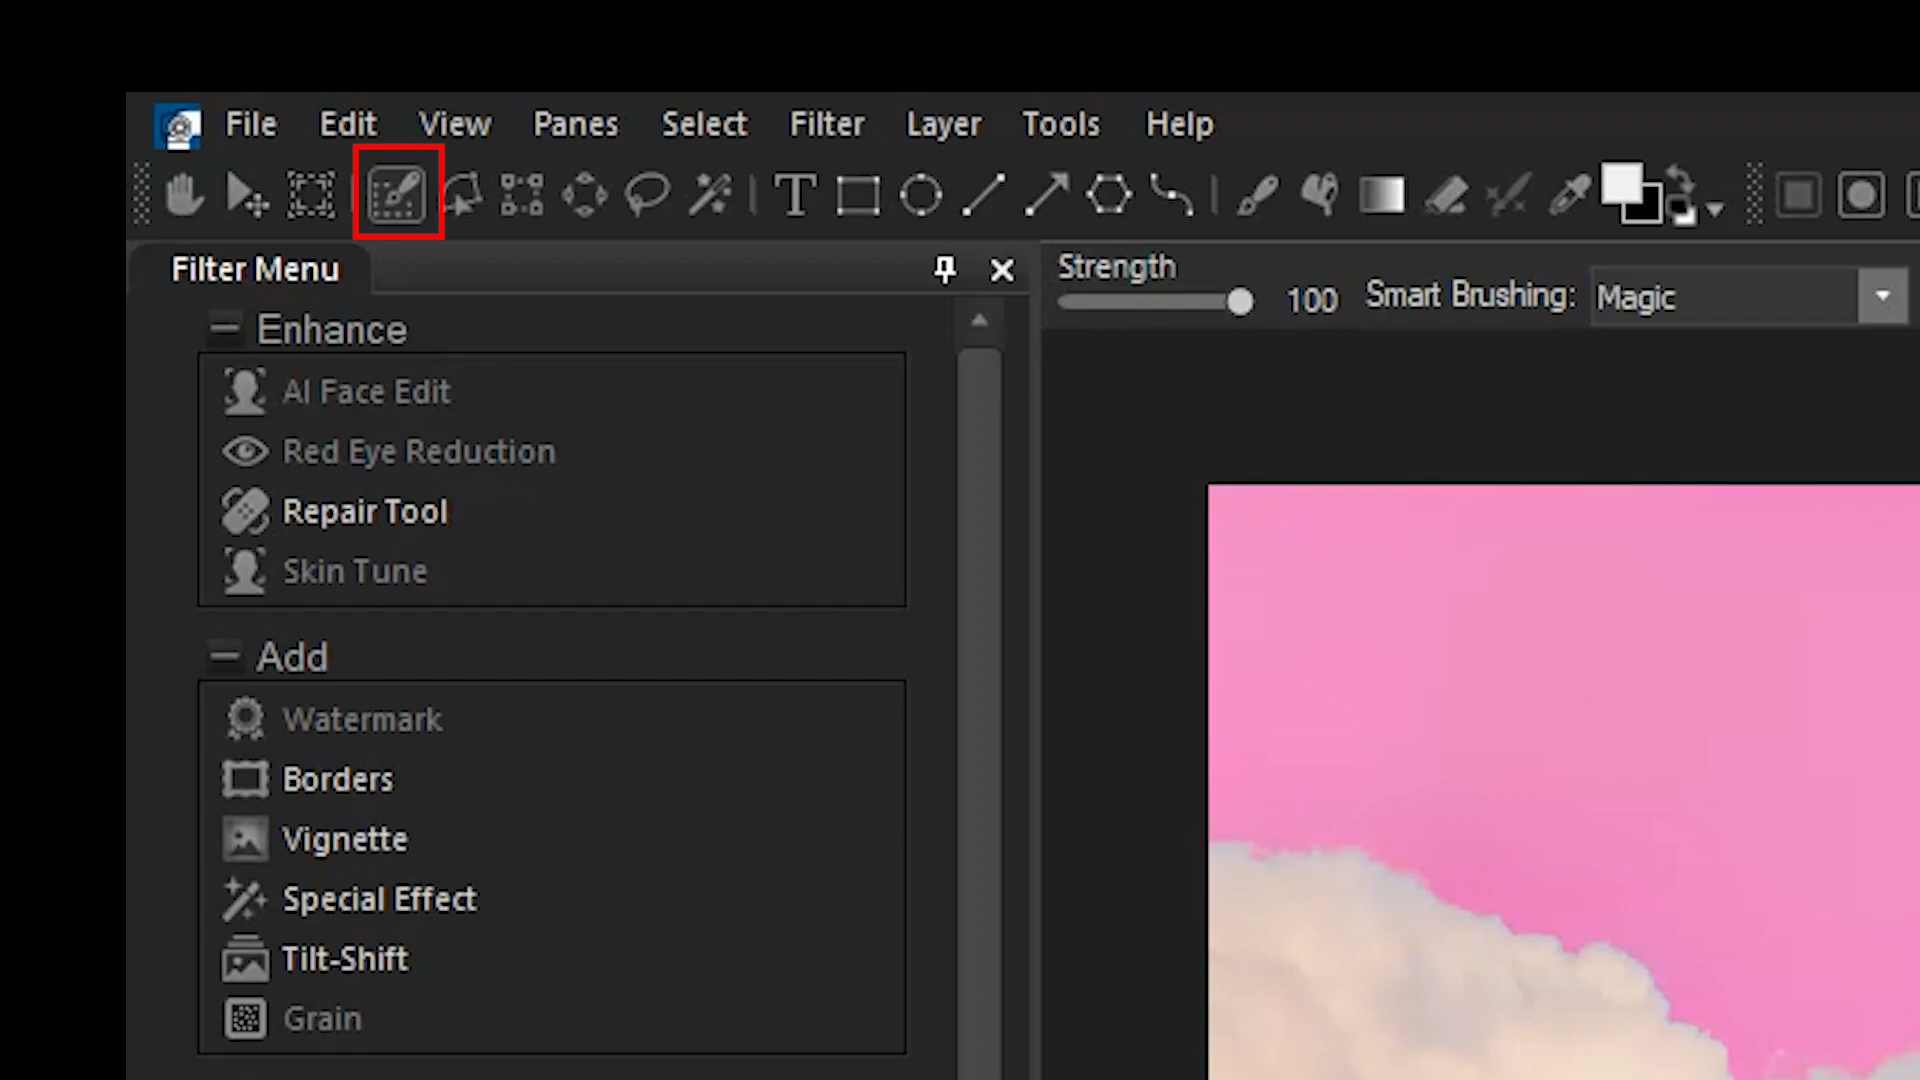 File Edit View Panes Select Filter Layer Tools Help
T
Filter Menu
Strength
100 Smart Brushing: Magic
Enhance
AI Face Edit
Red Eye Reduction
Repair Tool
Skin Tune
Add
Watermark
Borders
Vignette
Special Effect
Tilt-Shift
Grain